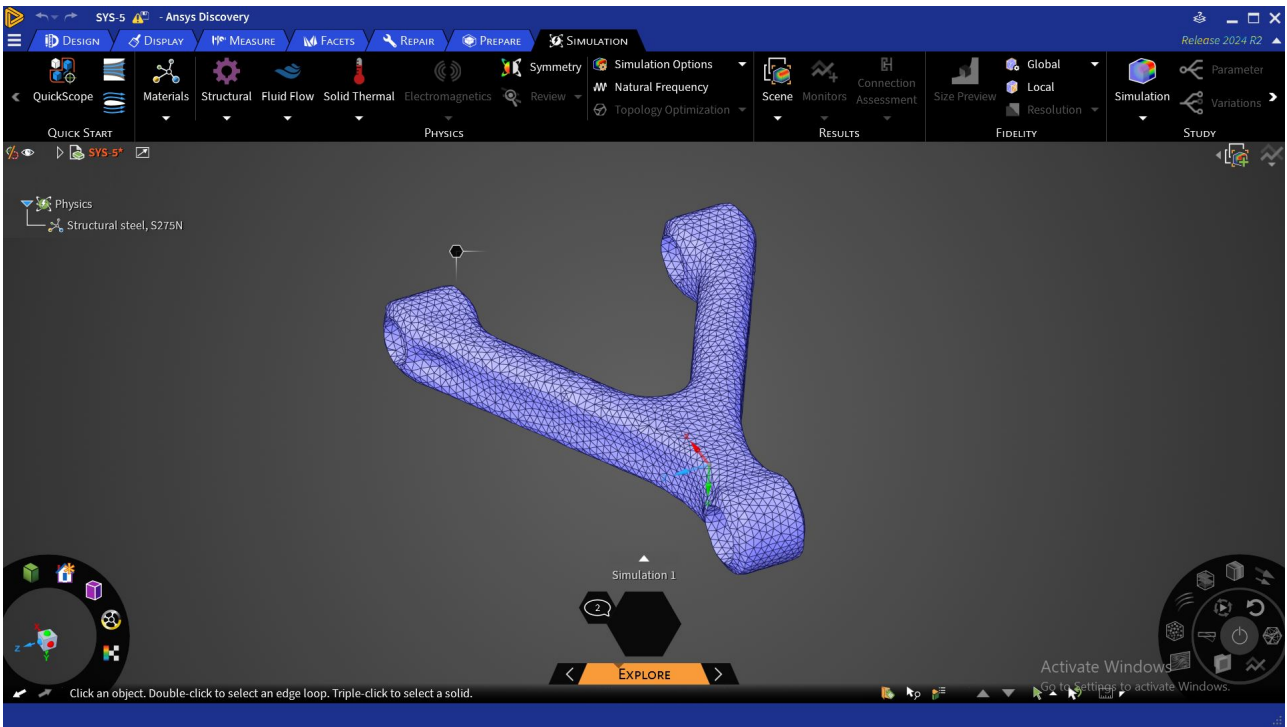 SYS-5 - Ansys Discovery
DESIGN DISPLAY MEASURE FACETS REPAIR PREPARE SIMULATION Release 2024 R2
QuickScope Materials Structural Fluid Flow Solid Thermal Electromagnetics Symmetry Review Simulation Options Natural Frequency Topology Optimization Scene Monitors Connection Assessment Size Preview Global Local Resolution Simulation Parameter Variations
QUICK START PHYSICS RESULTS FIDELITY STUDY
SYS-5*
Physics
Structural steel, S275N
Simulation 1
2
EXPLORE
X
Z
Y
Activate Windows
Go to Settings to activate Windows.
Click an object. Double-click to select an edge loop. Triple-click to select a solid.